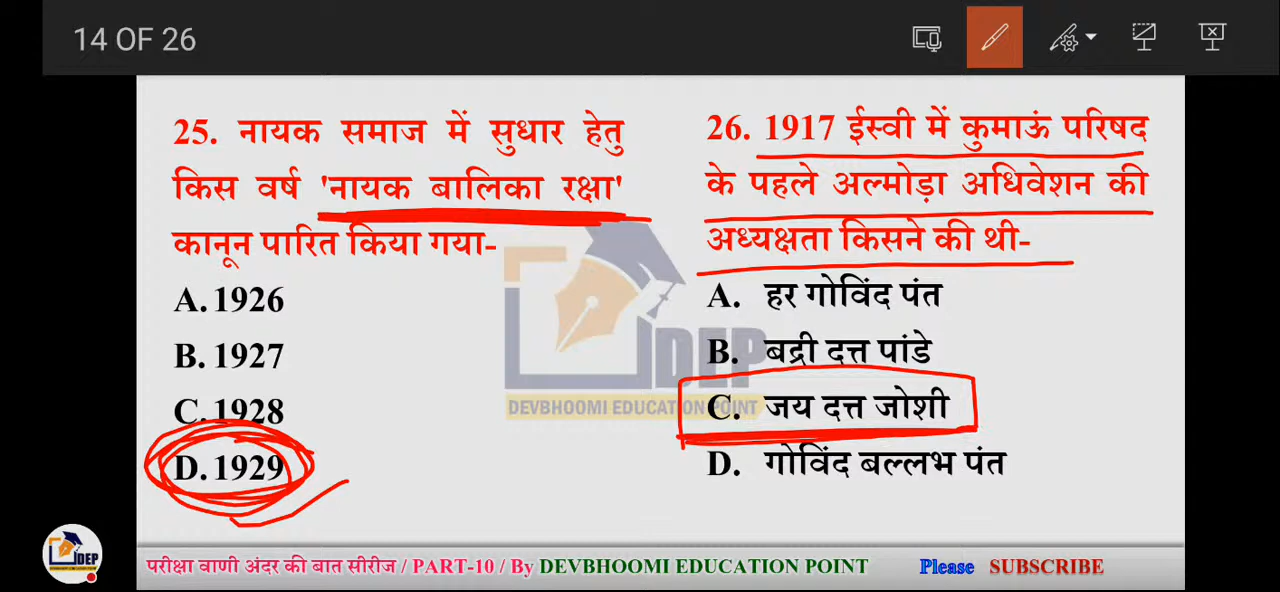 14 OF 26
25. नायक समाज में सुधार हेतु
किस वर्ष 'नायक बालिका रक्षा'
कानून पारित किया गया-
A. 1926
B. 1927
C. 1928
D. 1929
26. 1917 ईस्वी में कुमाऊं परिषद
के पहले अल्मोड़ा अधिवेशन की
अध्यक्षता किसने की थी-
A. हर गोविंद पंत
B. बद्री दत्त पांडे
C. जय दत्त जोशी
D. गोविंद बल्लभ पंत
DEP
DEVBHOOMI EDUCATION POINT
DEP
परीक्षा वाणी अंदर की बात सीरीज / PART-10 / By DEVBHOOMI EDUCATION POINT Please SUBSCRIBE